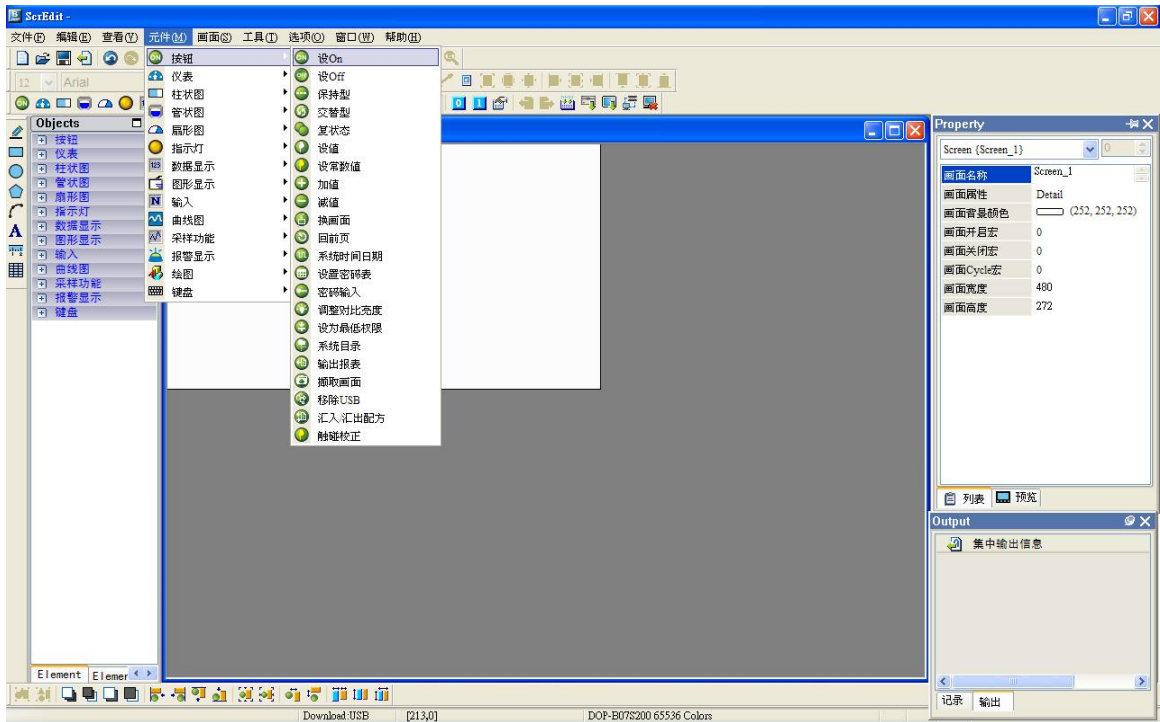 ScrEdit -
文件(F) 编辑(E) 查看(V) 元件(M) 画面(S) 工具(T) 选项(O) 窗口(W) 帮助(H)
12 Arial
Objects
按钮
仪表
柱状图
管状图
扇形图
指示灯
数据显示
图形显示
输入
曲线图
采样功能
报警显示
键盘
Element Elemer
按钮
仪表
柱状图
管状图
扇形图
指示灯
数据显示
图形显示
输入
曲线图
采样功能
报警显示
绘图
键盘
设On
设Off
保持型
交替型
复状态
设值
设常数值
加值
减值
换画面
回前页
系统时间日期
设置密码表
密码输入
调整对比亮度
设为最低权限
系统目录
输出报表
撷取画面
移除USB
汇入/汇出配方
触碰校正
Property
Screen {Screen_1} 0
画面名称 Screen_1
画面属性 Detail
画面背景颜色 (252, 252, 252)
画面开启宏 0
画面关闭宏 0
画面Cycle宏 0
画面宽度 480
画面高度 272
列表 预览
Output
集中输出信息
记录 输出
Download:USB [213,0] DOP-B07S200 65536 Colors